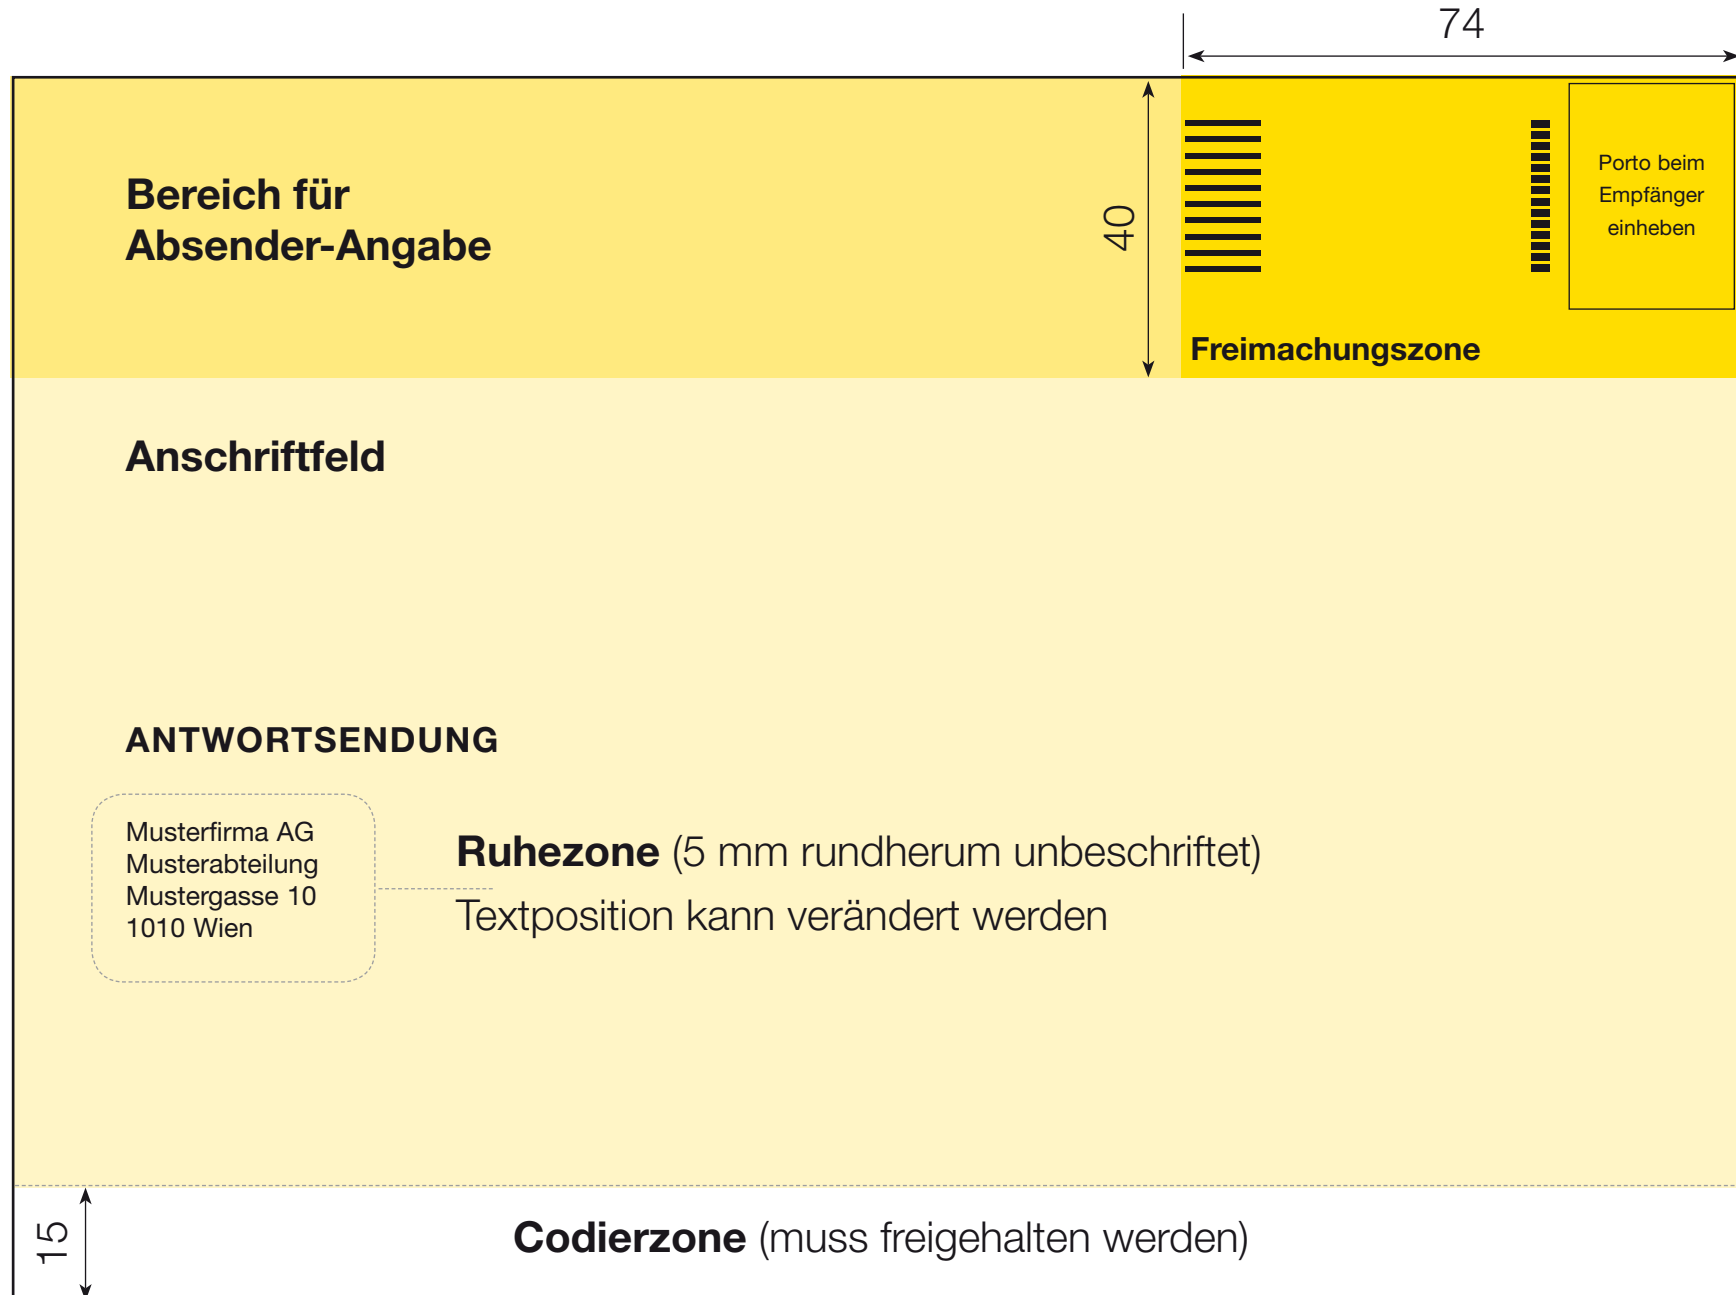 74
Bereich für
Absender-Angabe
40
Porto beim
Empfänger
einheben
Freimachungszone
Anschriftfeld
ANTWORTSENDUNG
Musterfirma AG
Musterabteilung
Mustergasse 10
1010 Wien
Ruhezone (5 mm rundherum unbeschriftet)
Textposition kann verändert werden
15
Codierzone (muss freigehalten werden)